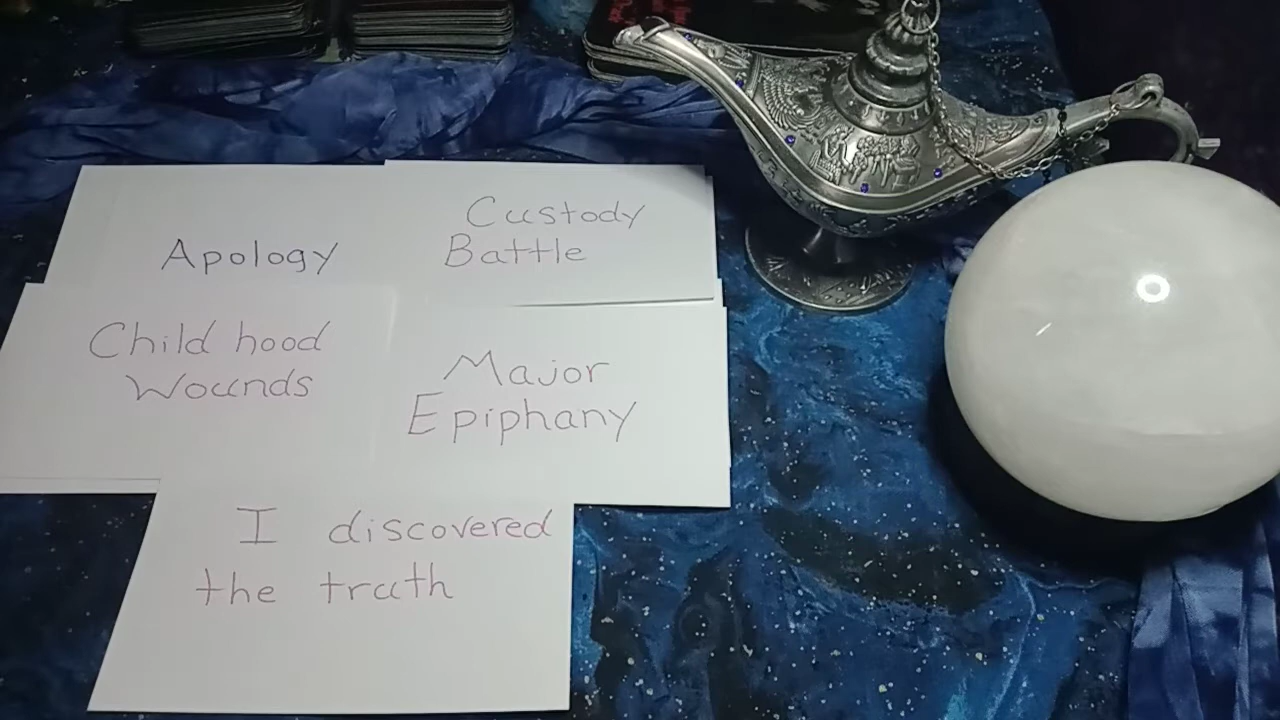 Apology
Custody
Battle
Child hood
Wounds
Major
Epiphany
I discovered
the truth